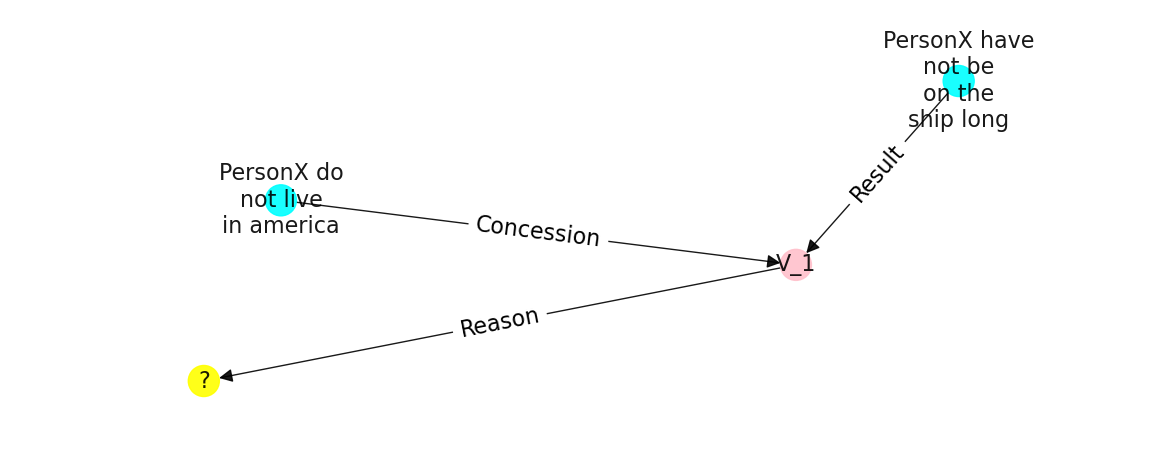 PersonX have
not be
on the
ship long
Result
PersonX do
not live
in america
Concession
V_1
Reason
?